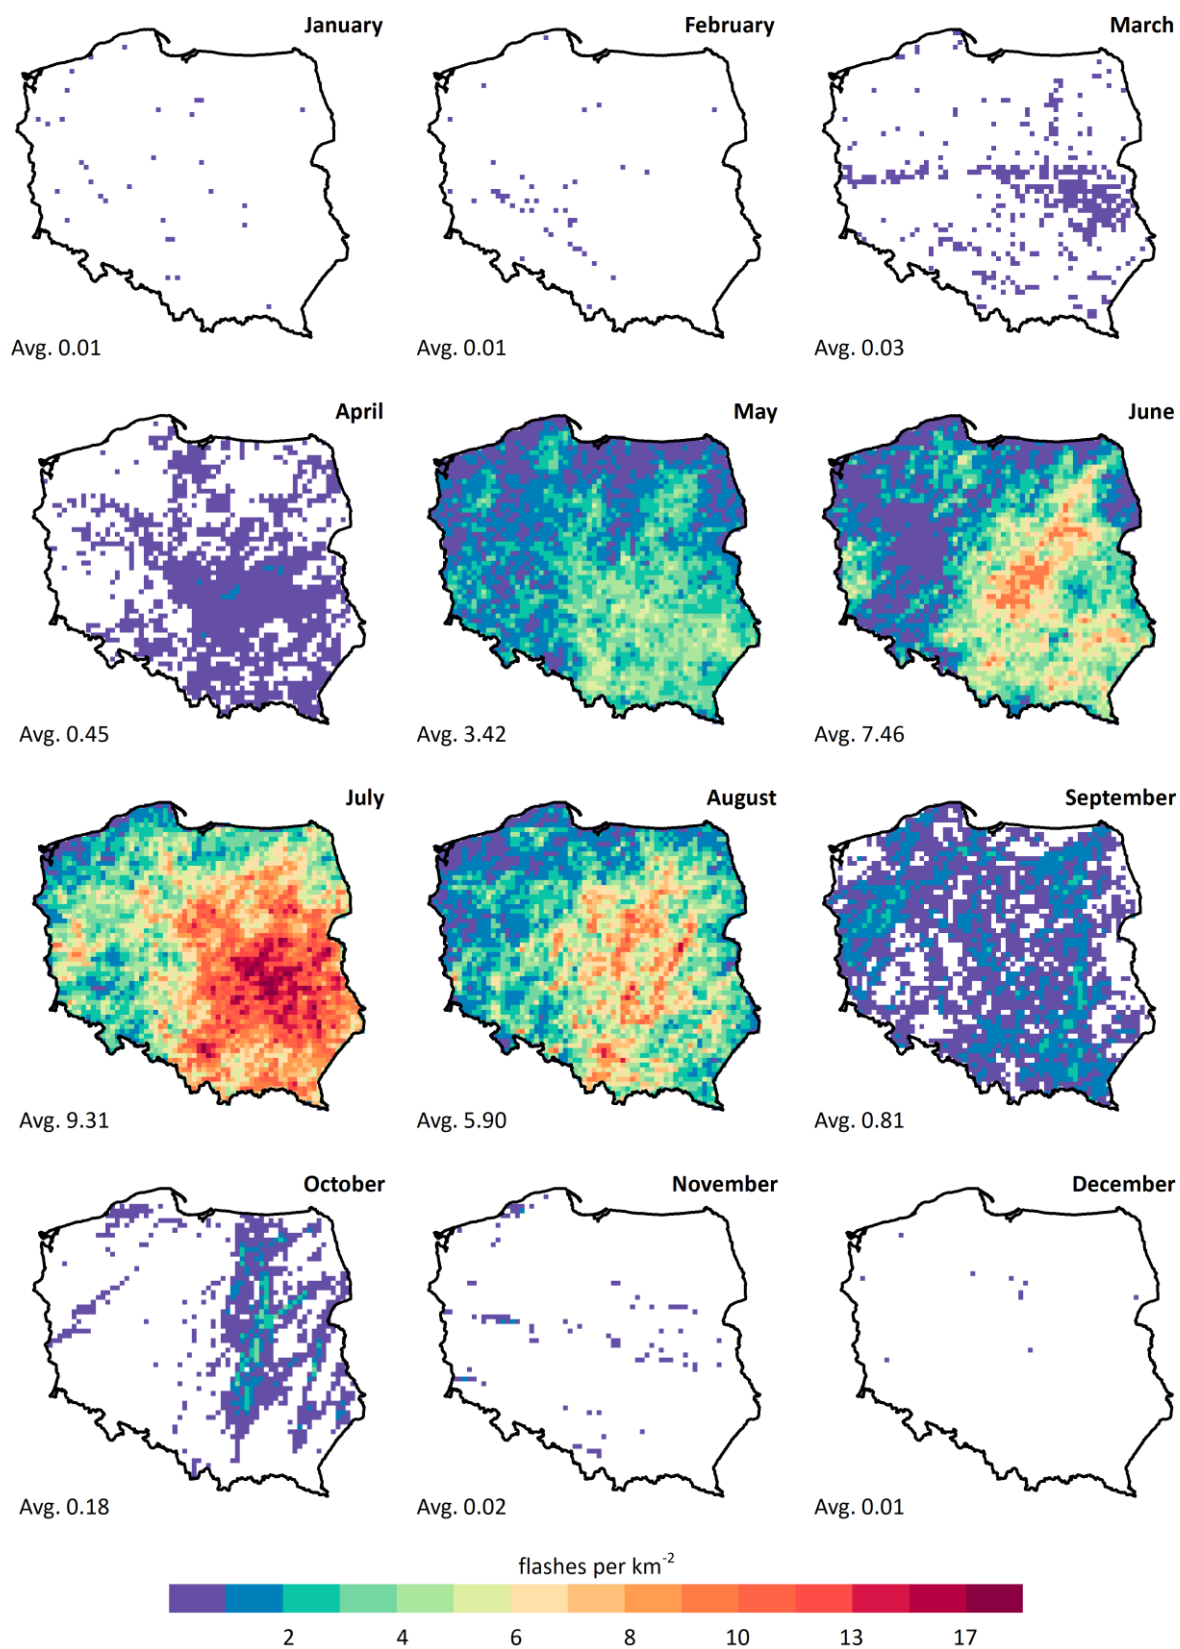 January
February
March
Avg. 0.01
Avg. 0.01
Avg. 0.03
April
May
June
Avg. 0.45
Avg. 3.42
Avg. 7.46
July
August
September
Avg. 9.31
Avg. 5.90
Avg. 0.81
October
November
December
Avg. 0.18
Avg. 0.02
Avg. 0.01
flashes per km⁻²
2 4 6 8 10 13 17